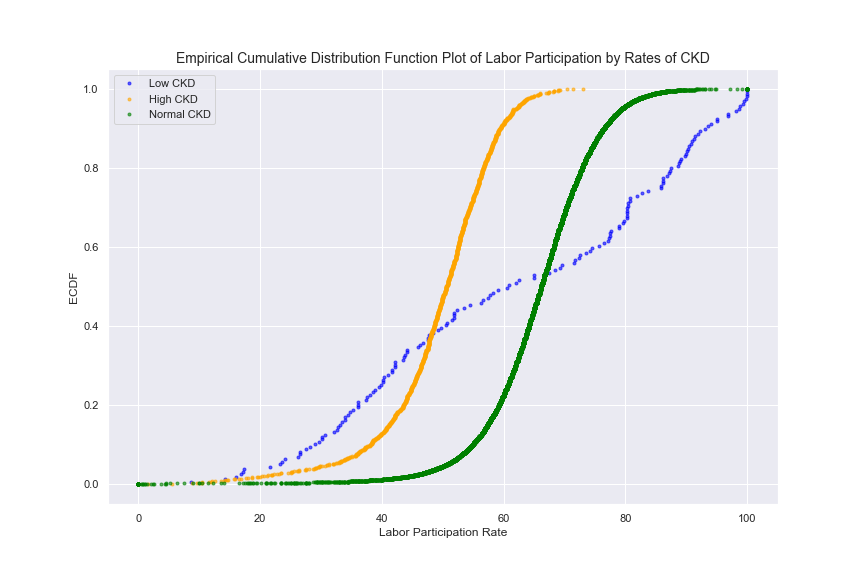 Empirical Cumulative Distribution Function Plot of Labor Participation by Rates of CKD
Low CKD
High CKD
Normal CKD
1.0
0.8
0.6
0.4
0.2
0.0
ECDF
0
20
40
60
80
100
Labor Participation Rate